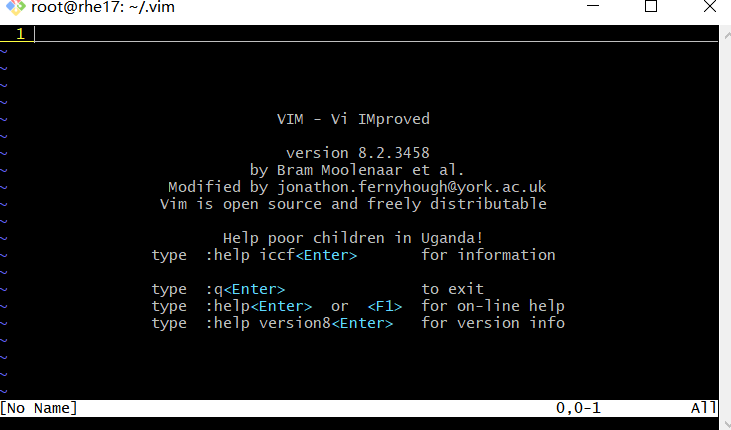 root@rhe17: ~/.vim
1
~
~
~
~
~ VIM - Vi IMproved
~
~ version 8.2.3458
~ by Bram Moolenaar et al.
~ Modified by jonathon.fernyhough@york.ac.uk
~ Vim is open source and freely distributable
~
~ Help poor children in Uganda!
~ type :help iccf<Enter> for information
~
~ type :q<Enter> to exit
~ type :help<Enter> or <F1> for on-line help
~ type :help version8<Enter> for version info
~
~
~
~
[No Name] 0,0-1 All